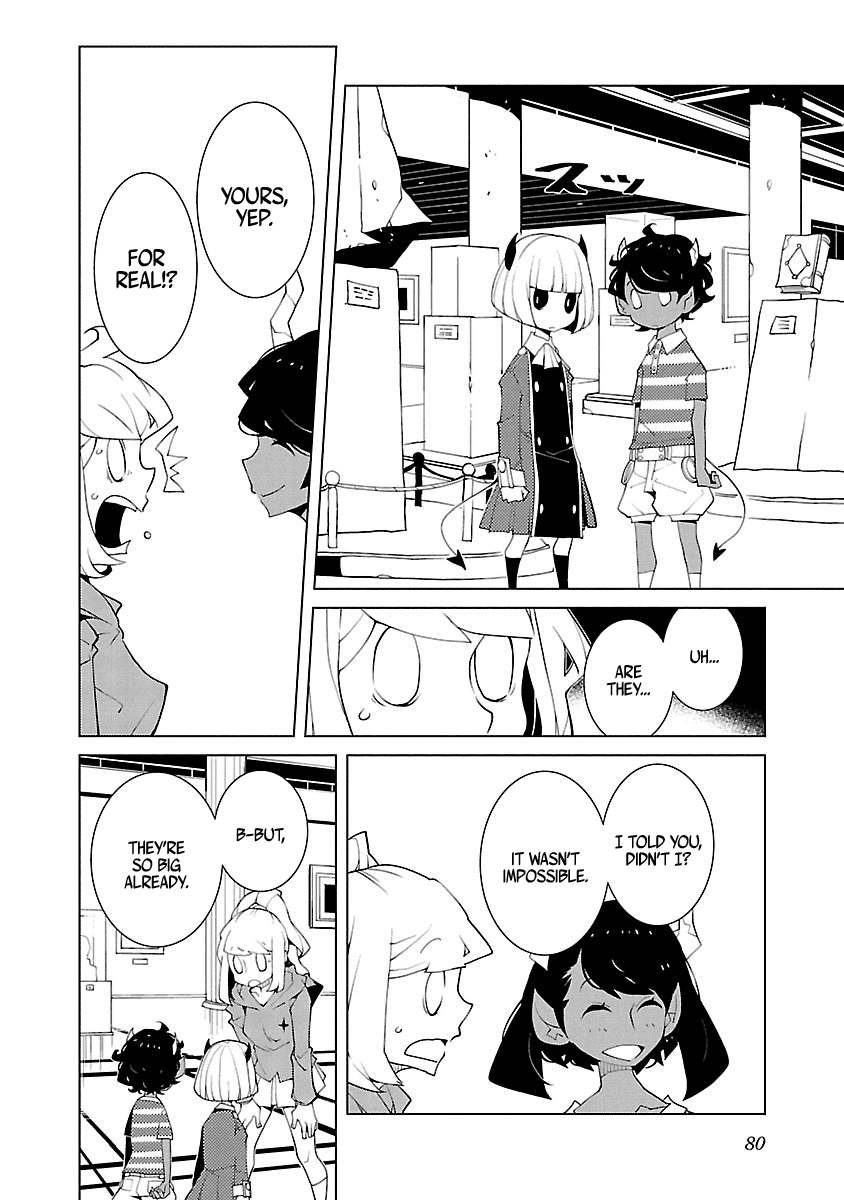 スッ
UH...
ARE
THEY...
YOURS,
YEP.
FOR
REAL!?
I TOLD YOU,
DIDN'T I?
IT WASN'T
IMPOSSIBLE.
B-BUT,
THEY'RE
SO BIG
ALREADY.
80